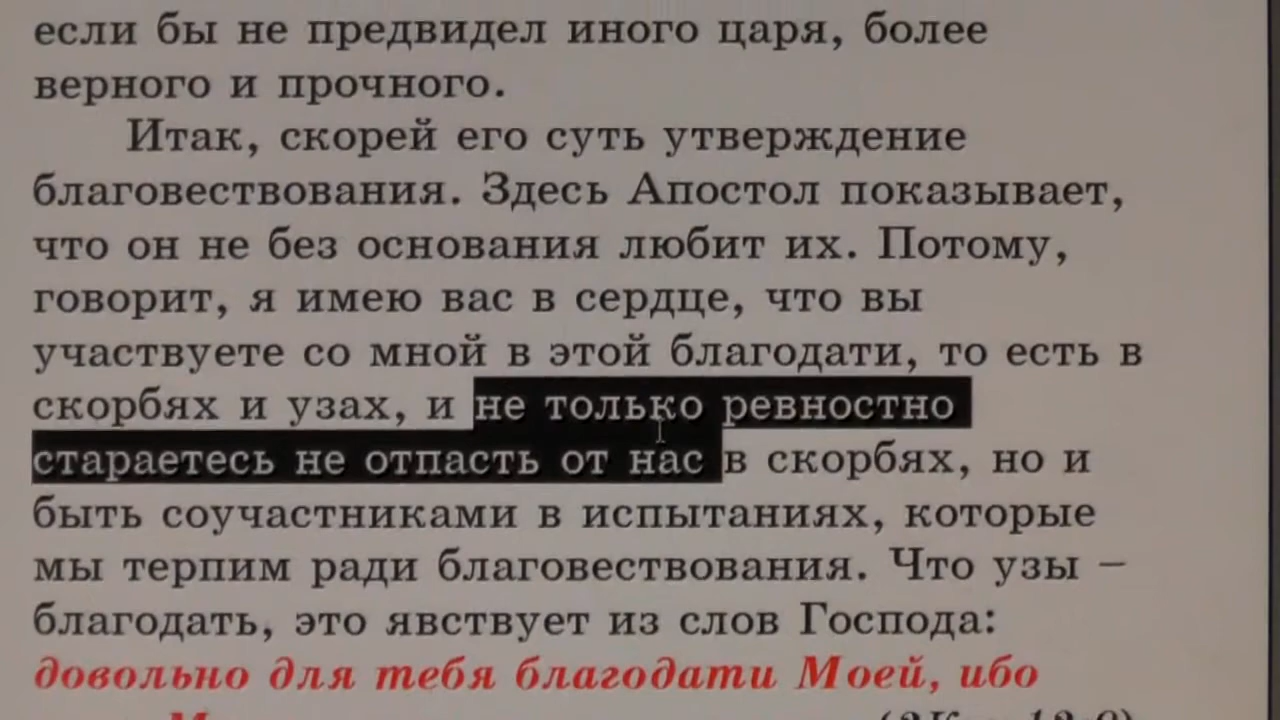 если бы не предвидел иного царя, более
верного и прочного.
Итак, скорей его суть утверждение
благовествования. Здесь Апостол показывает,
что он не без основания любит их. Потому,
говорит, я имею вас в сердце, что вы
участвуете со мной в этой благодати, то есть в
скорбях и узах, и не только ревностно
стараетесь не отпасть от нас в скорбях, но и
быть соучастниками в испытаниях, которые
мы терпим ради благовествования. Что узы –
благодать, это явствует из слов Господа:
довольно для тебя благодати Моей, ибо